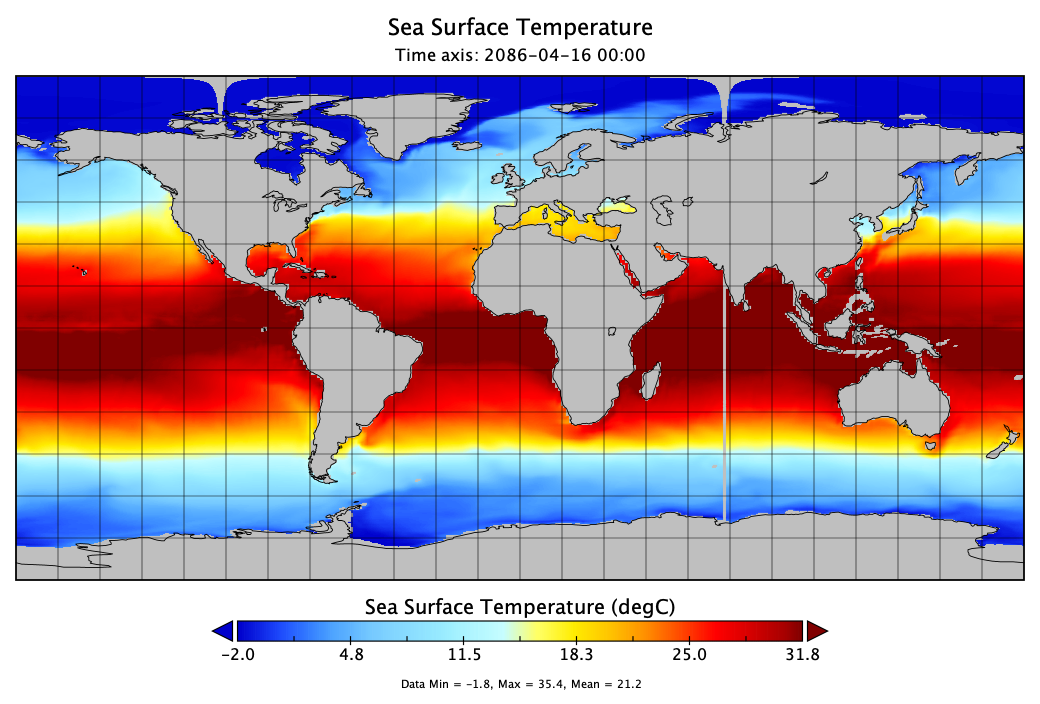 Sea Surface Temperature
Time axis: 2086-04-16 00:00
Sea Surface Temperature (degC)
-2.0 4.8 11.5 18.3 25.0 31.8
Data Min = -1.8, Max = 35.4, Mean = 21.2